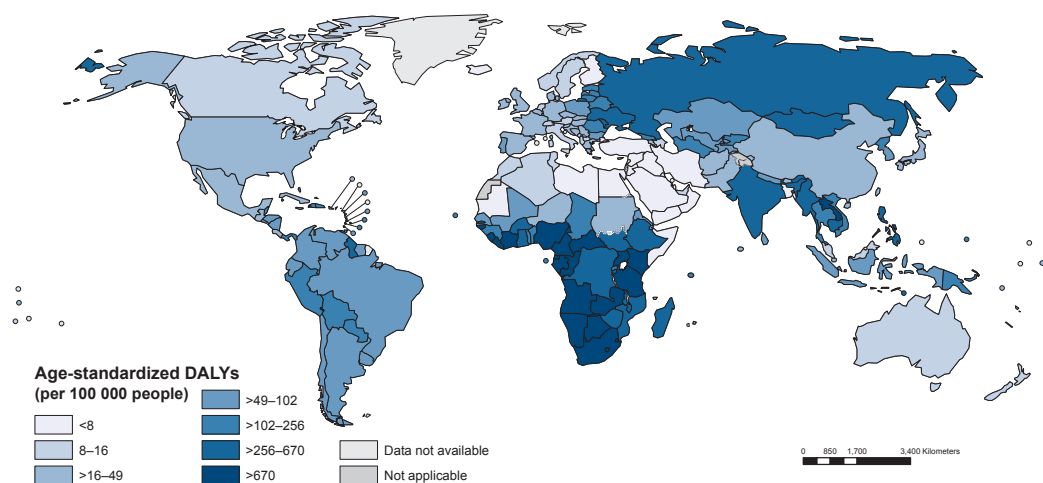 Age-standardized DALYs
(per 100 000 people)
<8
8–16
>16–49
>49–102
>102–256
>256–670
>670
Data not available
Not applicable
0 850 1,700 3,400 Kilometers